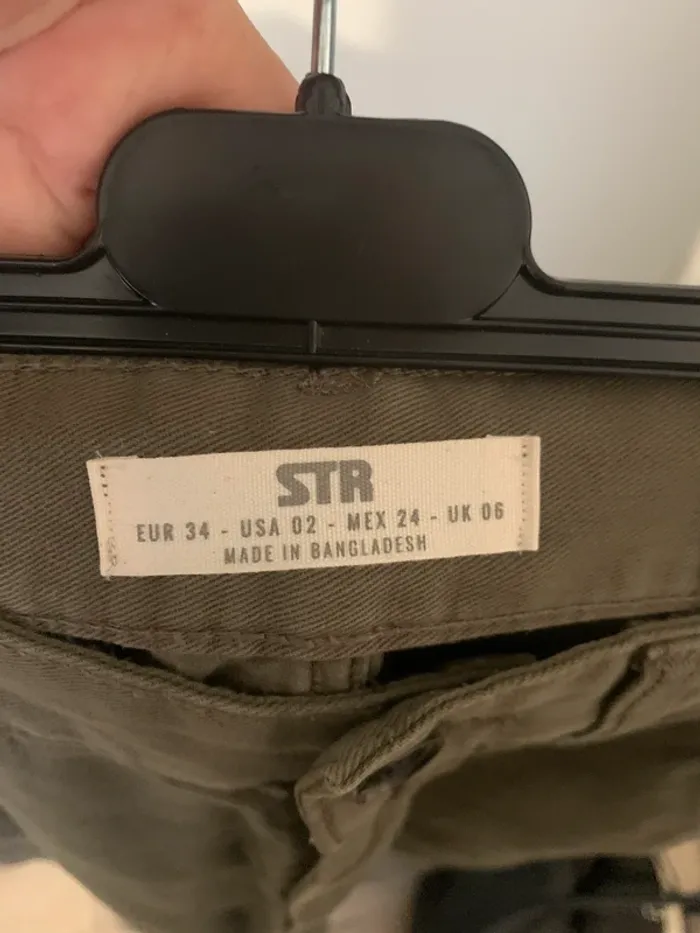 STR
EUR 34 - USA 02 - MEX 24 - UK 06
MADE IN BANGLADESH